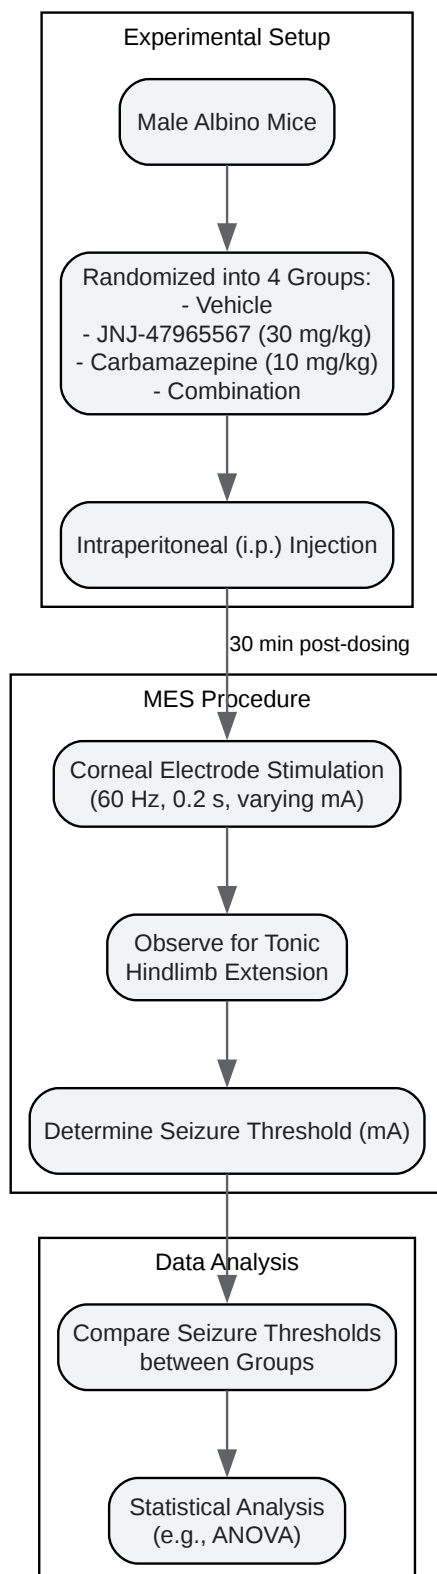 Experimental Setup
Male Albino Mice
Randomized into 4 Groups:
- Vehicle
- JNJ-47965567 (30 mg/kg)
- Carbamazepine (10 mg/kg)
- Combination
Intraperitoneal (i.p.) Injection
30 min post-dosing
MES Procedure
Corneal Electrode Stimulation
(60 Hz, 0.2 s, varying mA)
Observe for Tonic
Hindlimb Extension
Determine Seizure Threshold (mA)
Data Analysis
Compare Seizure Thresholds
between Groups
Statistical Analysis
(e.g., ANOVA)